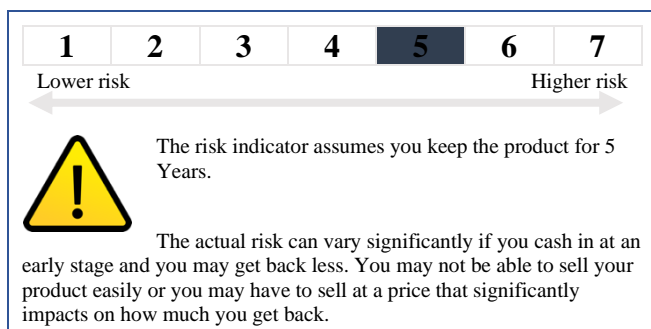 1 2 3 4 5 6 7
Lower risk Higher risk
The risk indicator assumes you keep the product for 5
Years.
The actual risk can vary significantly if you cash in at an
early stage and you may get back less. You may not be able to sell your
product easily or you may have to sell at a price that significantly
impacts on how much you get back.